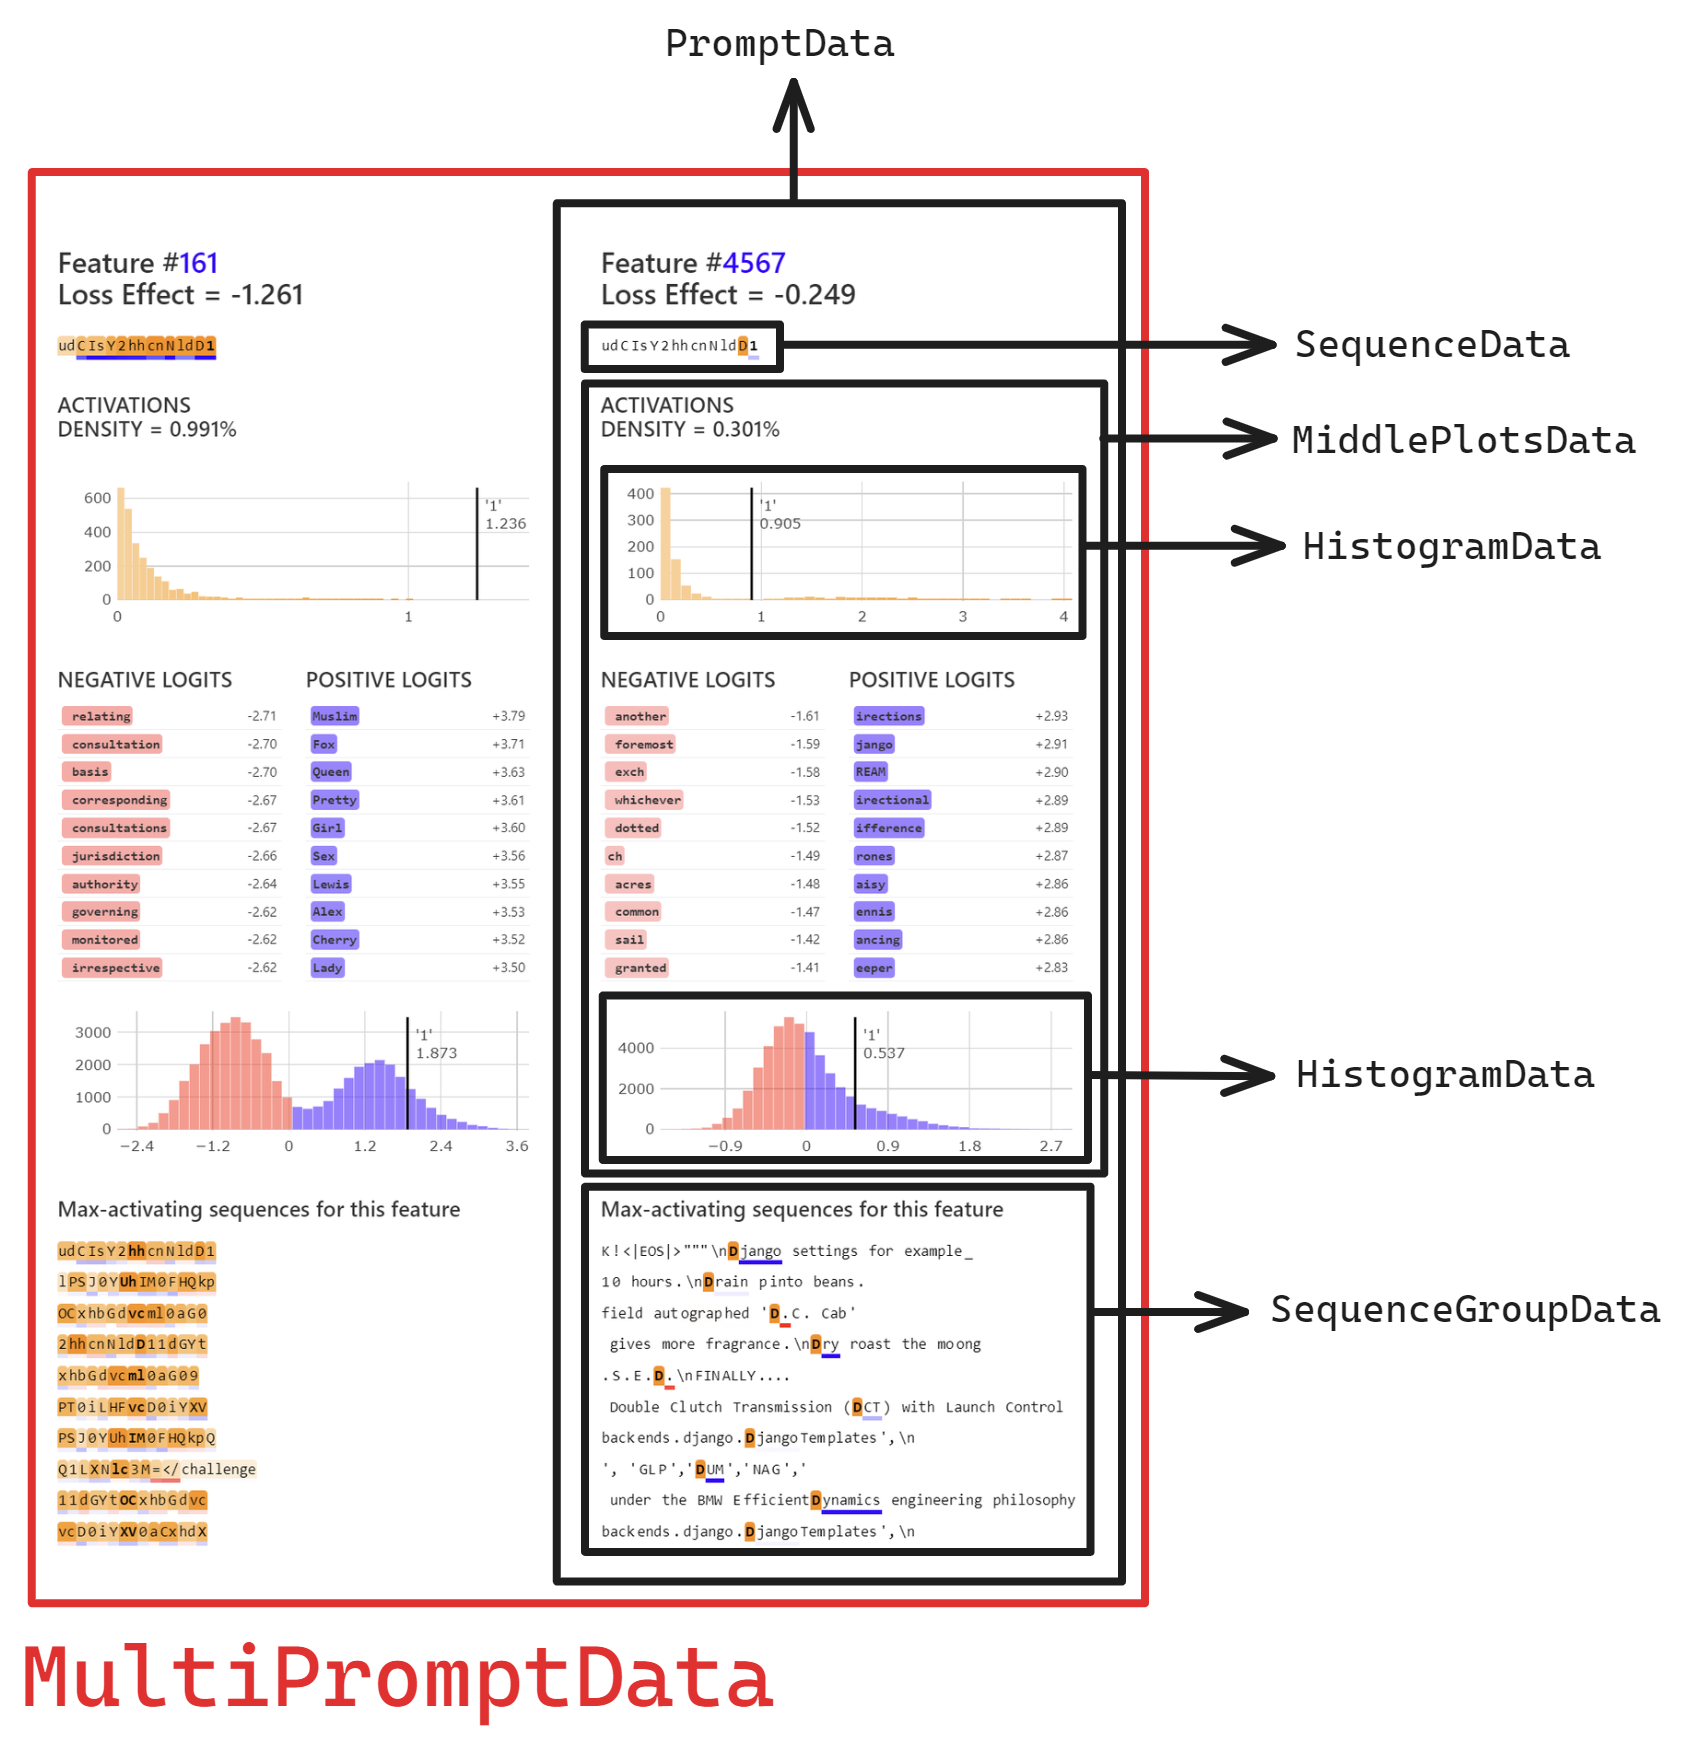 PromptData
Feature #161
Loss Effect = -1.261
udCIsY2hhcnNldD1
ACTIVATIONS
DENSITY = 0.991%
600
400
200
0
0
1
'1'
1.236
NEGATIVE LOGITS
relating -2.71
consultation -2.70
basis -2.70
corresponding -2.67
consultations -2.67
jurisdiction -2.66
authority -2.64
governing -2.62
monitored -2.62
irrespective -2.62
POSITIVE LOGITS
Muslim +3.79
Fox +3.71
Queen +3.63
Pretty +3.61
Girl +3.60
Sex +3.56
Lewis +3.55
Alex +3.53
Cherry +3.52
Lady +3.50
3000
2000
1000
0
−2.4
−1.2
0
1.2
2.4
3.6
'1'
1.873
Max-activating sequences for this feature
udCIsY2hhcnNldD1
lPSJ0YUhIM0FHQkp
OCxhbGdvcml0aG0
2hhcnNldD11dGYt
xhbGdvcml0aG09
PT0iLHFvcD0iYXV
PSJ0YUhIM0FHQkpQ
Q1LXNlc3M=</challenge
11dGYtOCxhbGdvc
vcD0iYXV0aCxhdX
Feature #4567
Loss Effect = -0.249
udCIsY2hhcnNldD1
ACTIVATIONS
DENSITY = 0.301%
400
300
200
100
0
0
1
2
3
4
'1'
0.905
NEGATIVE LOGITS
another -1.61
foremost -1.59
exch -1.58
whichever -1.53
dotted -1.52
ch -1.49
acres -1.48
common -1.47
sail -1.42
granted -1.41
POSITIVE LOGITS
irections +2.93
jango +2.91
REAM +2.90
irectional +2.89
ifference +2.89
rones +2.87
aisy +2.86
ennis +2.86
ancing +2.86
eeper +2.83
4000
2000
0
−0.9
0
0.9
1.8
2.7
'1'
0.537
Max-activating sequences for this feature
K!<|EOS|>"""\nDjango settings for example_
10 hours.\nDrain pinto beans.
field autographed 'D.C. Cab'
gives more fragrance.\nDry roast the moong
.S.E.D.\nFINALLY....
Double Clutch Transmission (DCT) with Launch Control
backends.django.DjangoTemplates',\n
', 'GLP','DUM','NAG','
under the BMW EfficientDynamics engineering philosophy
backends.django.DjangoTemplates',\n
SequenceData
MiddlePlotsData
HistogramData
HistogramData
SequenceGroupData
MultiPromptData